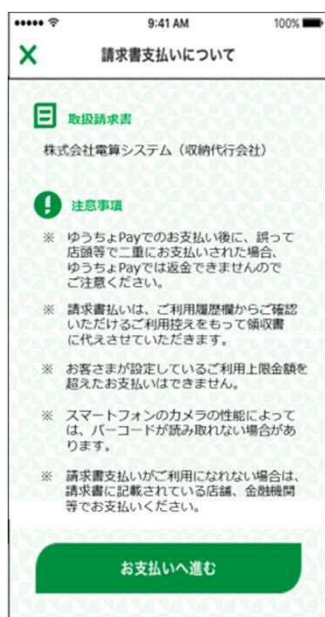 9:41 AM
100%
請求書支払いについて
取扱請求書
株式会社電算システム（収納代行会社）
注意事項
※ ゆうちょPayでのお支払い後に、誤って
店頭等で二重にお支払いされた場合、
ゆうちょPayでは返金できませんので
ご注意ください。
※ 請求書払いは、ご利用履歴欄からご確認
いただけるご利用控えをもって領収書
に代えさせていただきます。
※ お客さまが設定しているご利用上限金額を
超えたお支払いはできません。
※ スマートフォンのカメラの性能によって
は、バーコードが読み取れない場合があ
ります。
※ 請求書支払いがご利用になれない場合は、
請求書に記載されている店舗、金融機関
等でお支払いください。
お支払いへ進む